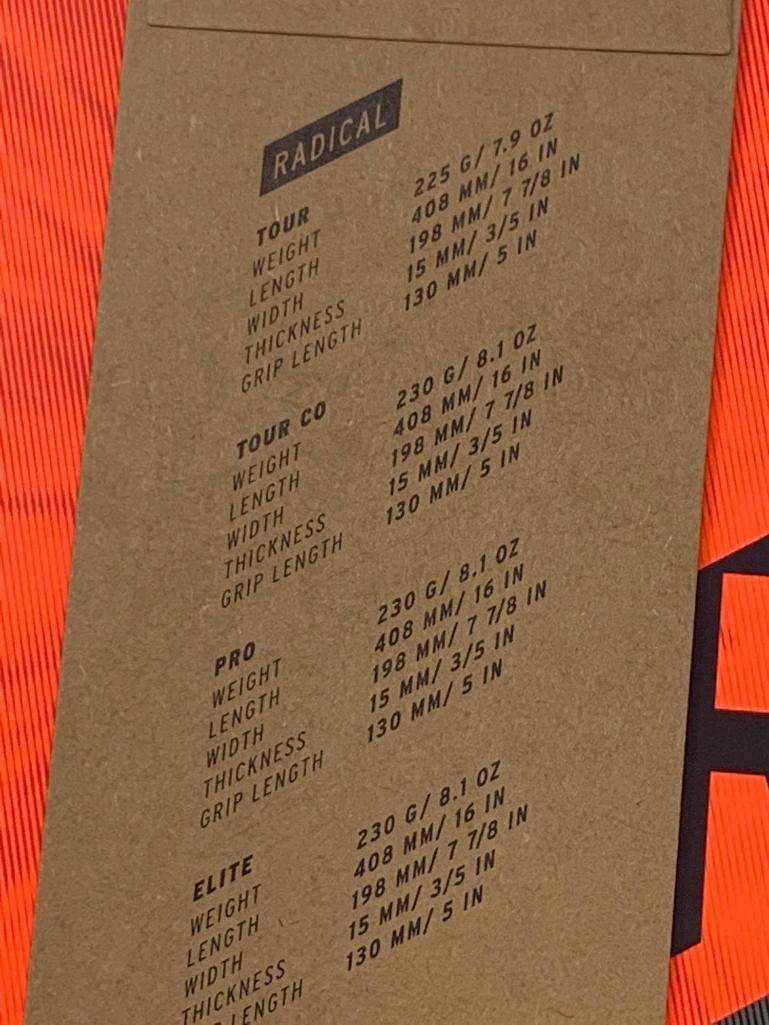 RADICAL
TOUR
WEIGHT 225 G/ 7.9 OZ
LENGTH 408 MM/ 16 IN
WIDTH 198 MM/ 7 7/8 IN
THICKNESS 15 MM/ 3/5 IN
GRIP LENGTH 130 MM/ 5 IN
TOUR CO
WEIGHT 230 G/ 8.1 OZ
LENGTH 408 MM/ 16 IN
WIDTH 198 MM/ 7 7/8 IN
THICKNESS 15 MM/ 3/5 IN
GRIP LENGTH 130 MM/ 5 IN
PRO
WEIGHT 230 G/ 8.1 OZ
LENGTH 408 MM/ 16 IN
WIDTH 198 MM/ 7 7/8 IN
THICKNESS 15 MM/ 3/5 IN
GRIP LENGTH 130 MM/ 5 IN
ELITE
WEIGHT 230 G/ 8.1 OZ
LENGTH 408 MM/ 16 IN
WIDTH 198 MM/ 7 7/8 IN
THICKNESS 15 MM/ 3/5 IN
LENGTH 130 MM/ 5 IN